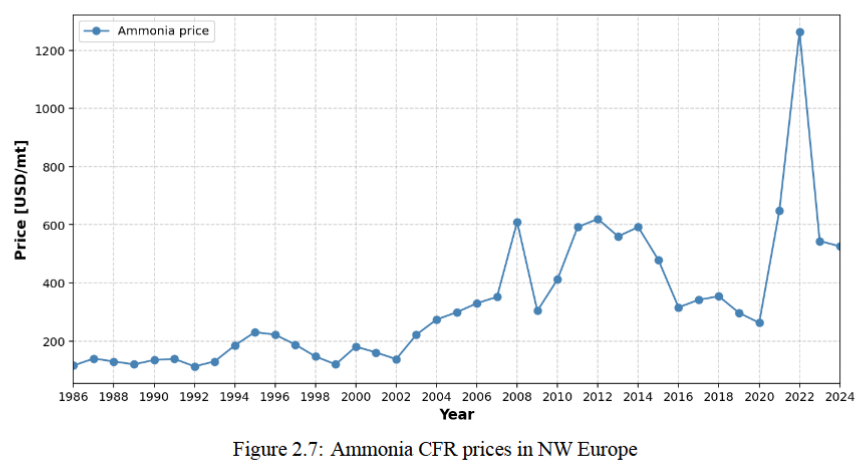 Ammonia price
1200
1000
800
600
400
200
Price [USD/mt]
1986 1988 1990 1992 1994 1996 1998 2000 2002 2004 2006 2008 2010 2012 2014 2016 2018 2020 2022 2024
Year
Figure 2.7: Ammonia CFR prices in NW Europe